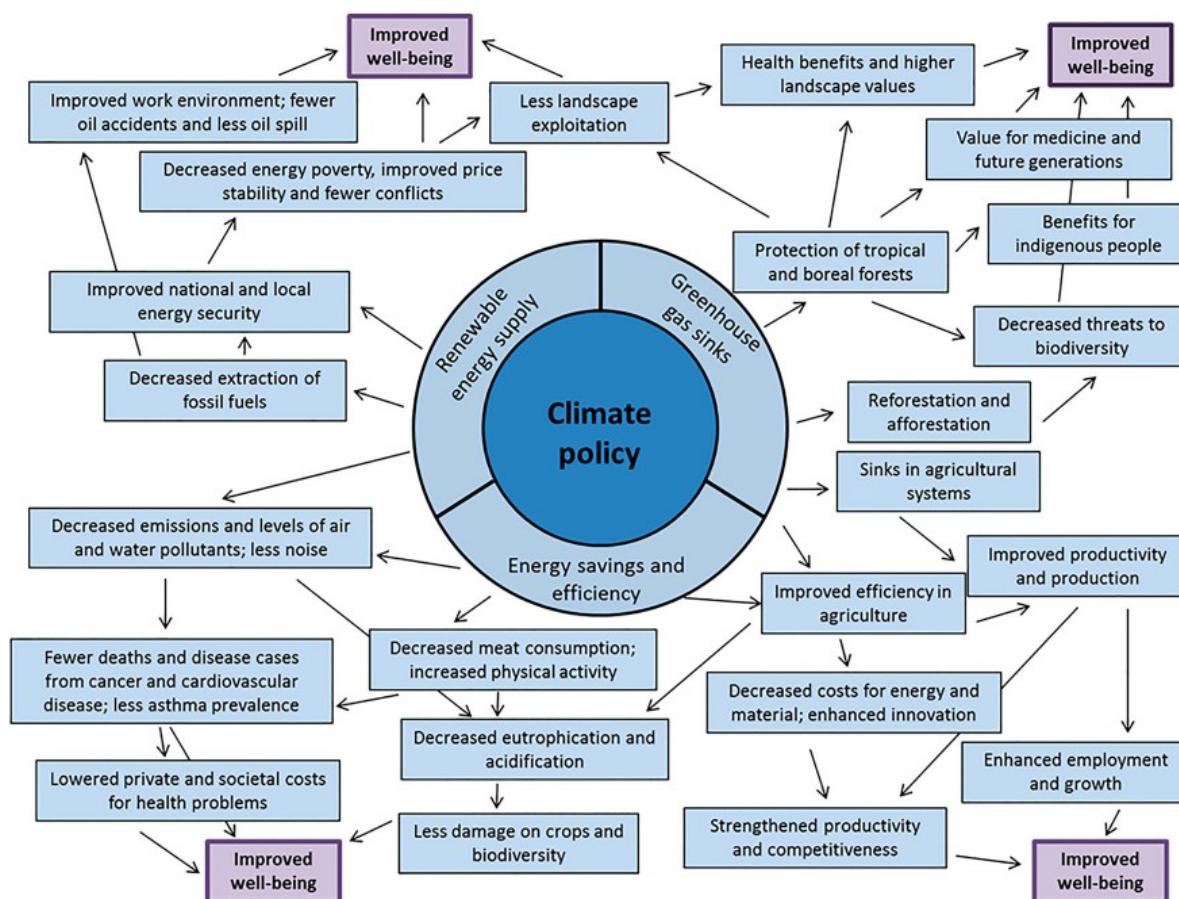 Improved
well-being
Improved
well-being
Health benefits and higher
landscape values
Improved work environment; fewer
oil accidents and less oil spill
Less landscape
exploitation
Value for medicine and
future generations
Decreased energy poverty, improved price
stability and fewer conflicts
Benefits for
indigenous people
Protection of tropical
and boreal forests
Improved national and local
energy security
Renewable
energy supply
Greenhouse
gas sinks
Decreased threats to
biodiversity
Decreased extraction of
fossil fuels
Climate
policy
Reforestation and
afforestation
Sinks in agricultural
systems
Decreased emissions and levels of air
and water pollutants; less noise
Energy savings and
efficiency
Improved productivity
and production
Improved efficiency in
agriculture
Fewer deaths and disease cases
from cancer and cardiovascular
disease; less asthma prevalence
Decreased meat consumption;
increased physical activity
Decreased costs for energy and
material; enhanced innovation
Decreased eutrophication and
acidification
Enhanced employment
and growth
Lowered private and societal costs
for health problems
Less damage on crops and
biodiversity
Strengthened productivity
and competitiveness
Improved
well-being
Improved
well-being